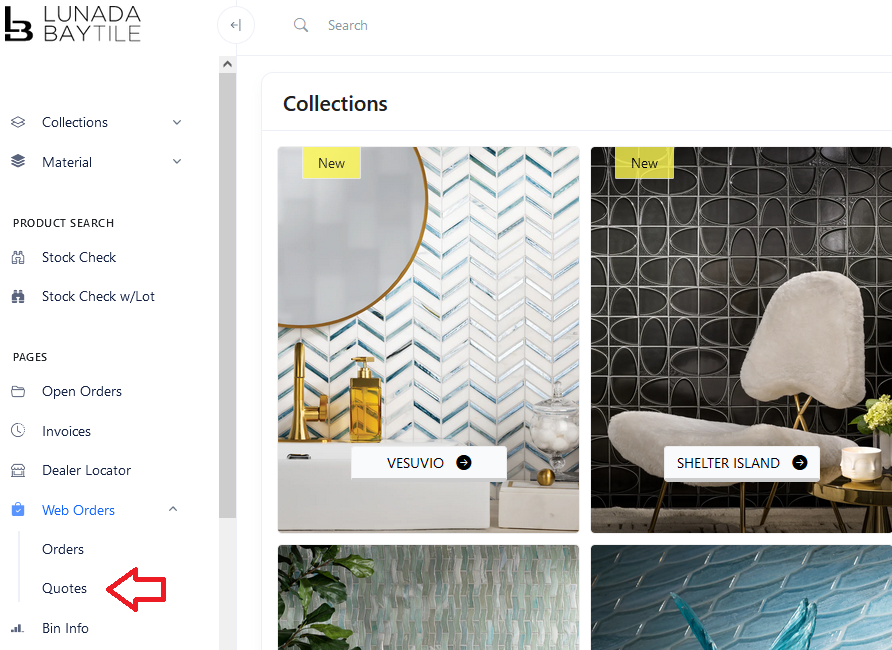 LUNADA
BAYTILE
Search
Collections
Material
PRODUCT SEARCH
Stock Check
Stock Check w/Lot
PAGES
Open Orders
Invoices
Dealer Locator
Web Orders
Orders
Quotes
Bin Info
Collections
New
New
VESUVIO
SHELTER ISLAND